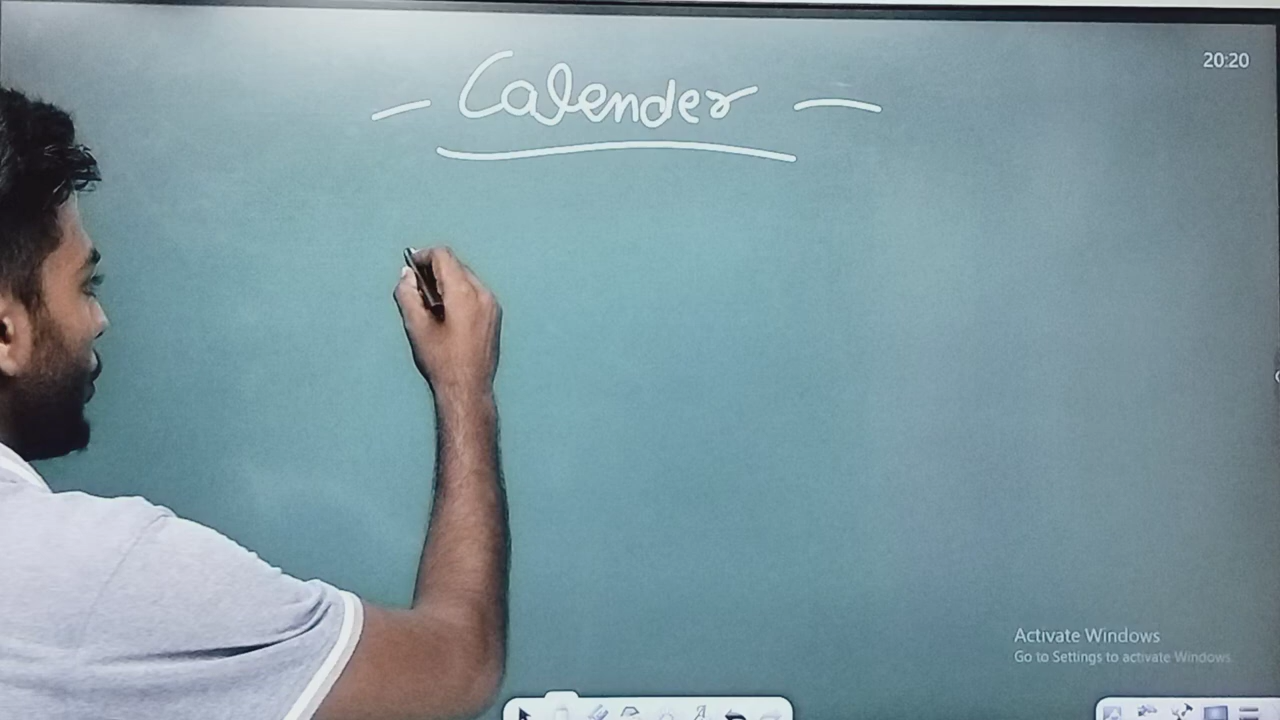 20:20
— Calender —
Activate Windows
Go to Settings to activate Windows.